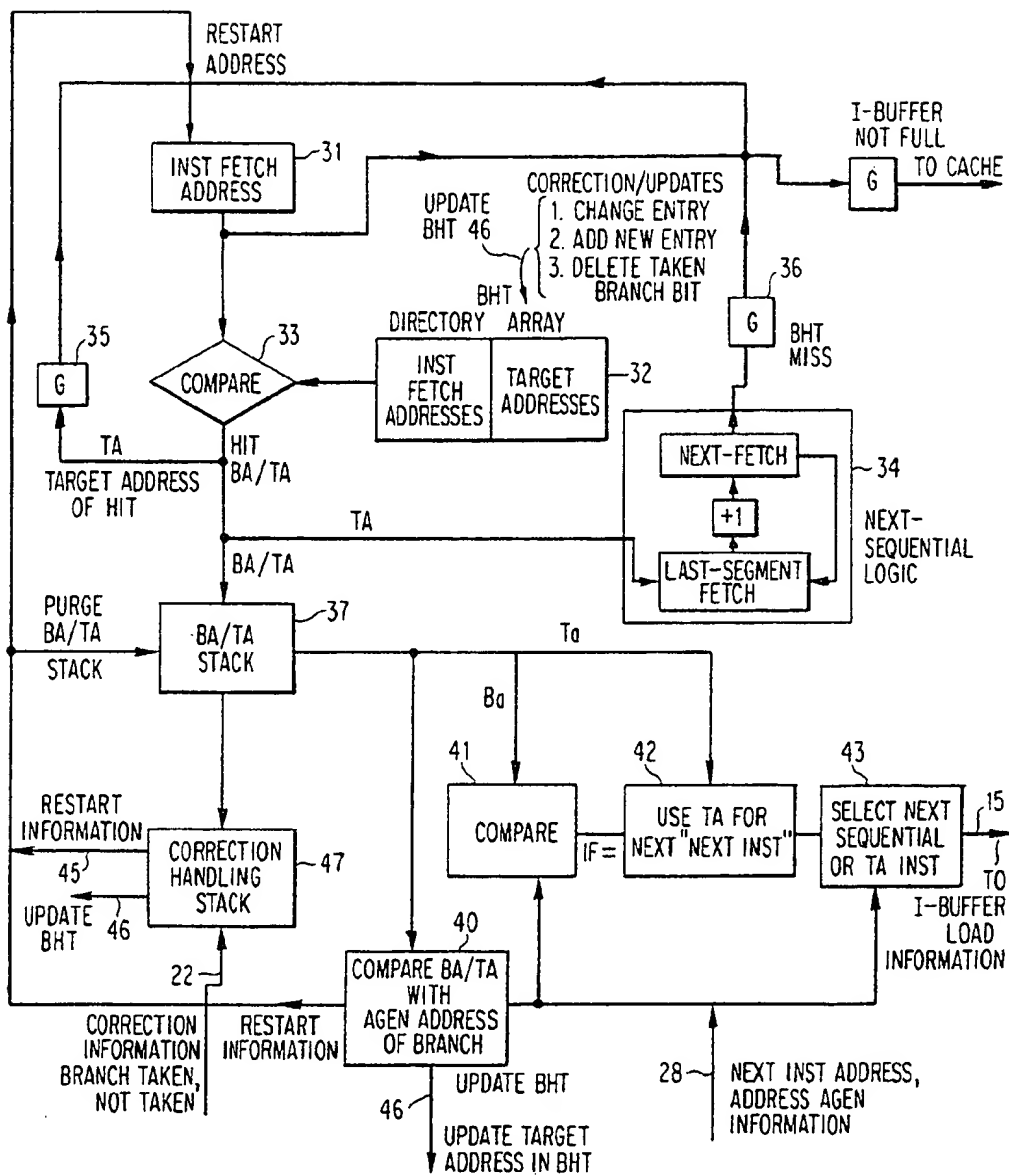 RESTART
ADDRESS
I-BUFFER
NOT FULL
TO CACHE
G
31
INST FETCH
ADDRESS
CORRECTION/UPDATES
1. CHANGE ENTRY
2. ADD NEW ENTRY
3. DELETE TAKEN
BRANCH BIT
UPDATE
BHT 46
BHT
DIRECTORY ARRAY
36
G
BHT
MISS
35
G
33
COMPARE
INST
FETCH
ADDRESSES
TARGET
ADDRESSES
32
TA
TARGET ADDRESS
OF HIT
HIT
BA/TA
NEXT-FETCH
+1
LAST-SEGMENT
FETCH
34
NEXT-
SEQUENTIAL
LOGIC
TA
BA/TA
PURGE
BA/TA
STACK
37
BA/TA
STACK
Ta
Ba
41
COMPARE
IF =
42
USE TA FOR
NEXT "NEXT INST"
43
SELECT NEXT
SEQUENTIAL
OR TA INST
15
TO
I-BUFFER
LOAD
INFORMATION
RESTART
INFORMATION
45
CORRECTION
HANDLING
STACK
47
46
UPDATE
BHT
22
CORRECTION
INFORMATION
BRANCH TAKEN,
NOT TAKEN
RESTART
INFORMATION
40
COMPARE BA/TA
WITH
AGEN ADDRESS
OF BRANCH
UPDATE BHT
46
UPDATE TARGET
ADDRESS IN BHT
28
NEXT INST ADDRESS,
ADDRESS AGEN
INFORMATION